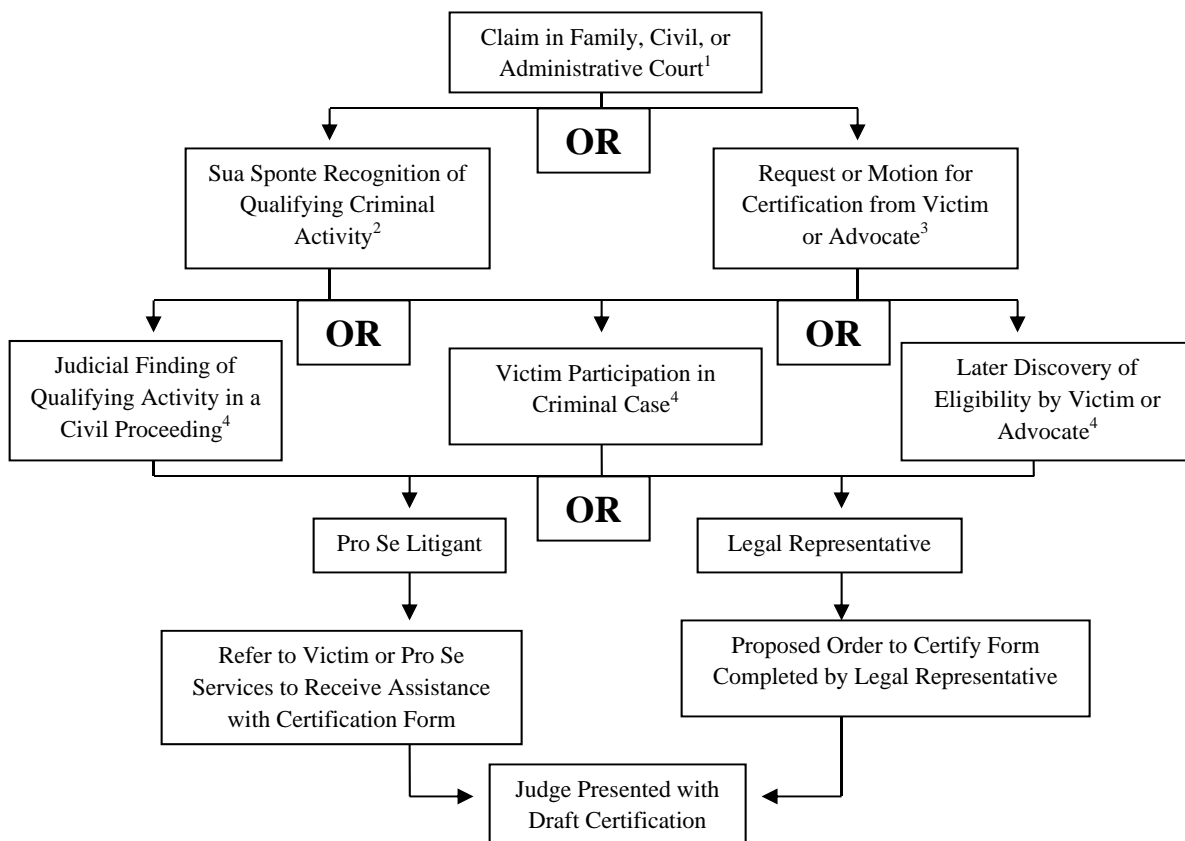 Claim in Family, Civil, or
Administrative Court¹
OR
Sua Sponte Recognition of
Qualifying Criminal
Activity²
Request or Motion for
Certification from Victim
or Advocate³
OR
OR
Judicial Finding of
Qualifying Activity in a
Civil Proceeding⁴
Victim Participation in
Criminal Case⁴
Later Discovery of
Eligibility by Victim or
Advocate⁴
OR
Pro Se Litigant
Legal Representative
Refer to Victim or Pro Se
Services to Receive Assistance
with Certification Form
Proposed Order to Certify Form
Completed by Legal Representative
Judge Presented with
Draft Certification